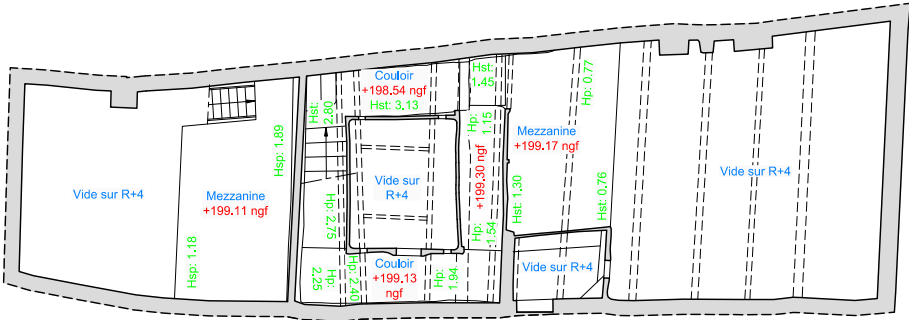 Vide sur R+4
Mezzanine
+199.11 ngf
Hsp: 1.89
Hsp: 1.18
Hst:
2.80
Couloir
+198.54 ngf
Hst: 3.13
Hst:
1.45
Hp:
1.15
+199.30 ngf
Hp:
1.54
Vide sur
R+4
Hp: 2.75
Hp:
2.25
Hp: 2.40
Couloir
+199.13
ngf
Hp:
1.94
Hp: 0.77
Mezzanine
+199.17 ngf
Hst: 1.30
Hst: 0.76
Vide sur R+4
Vide sur R+4